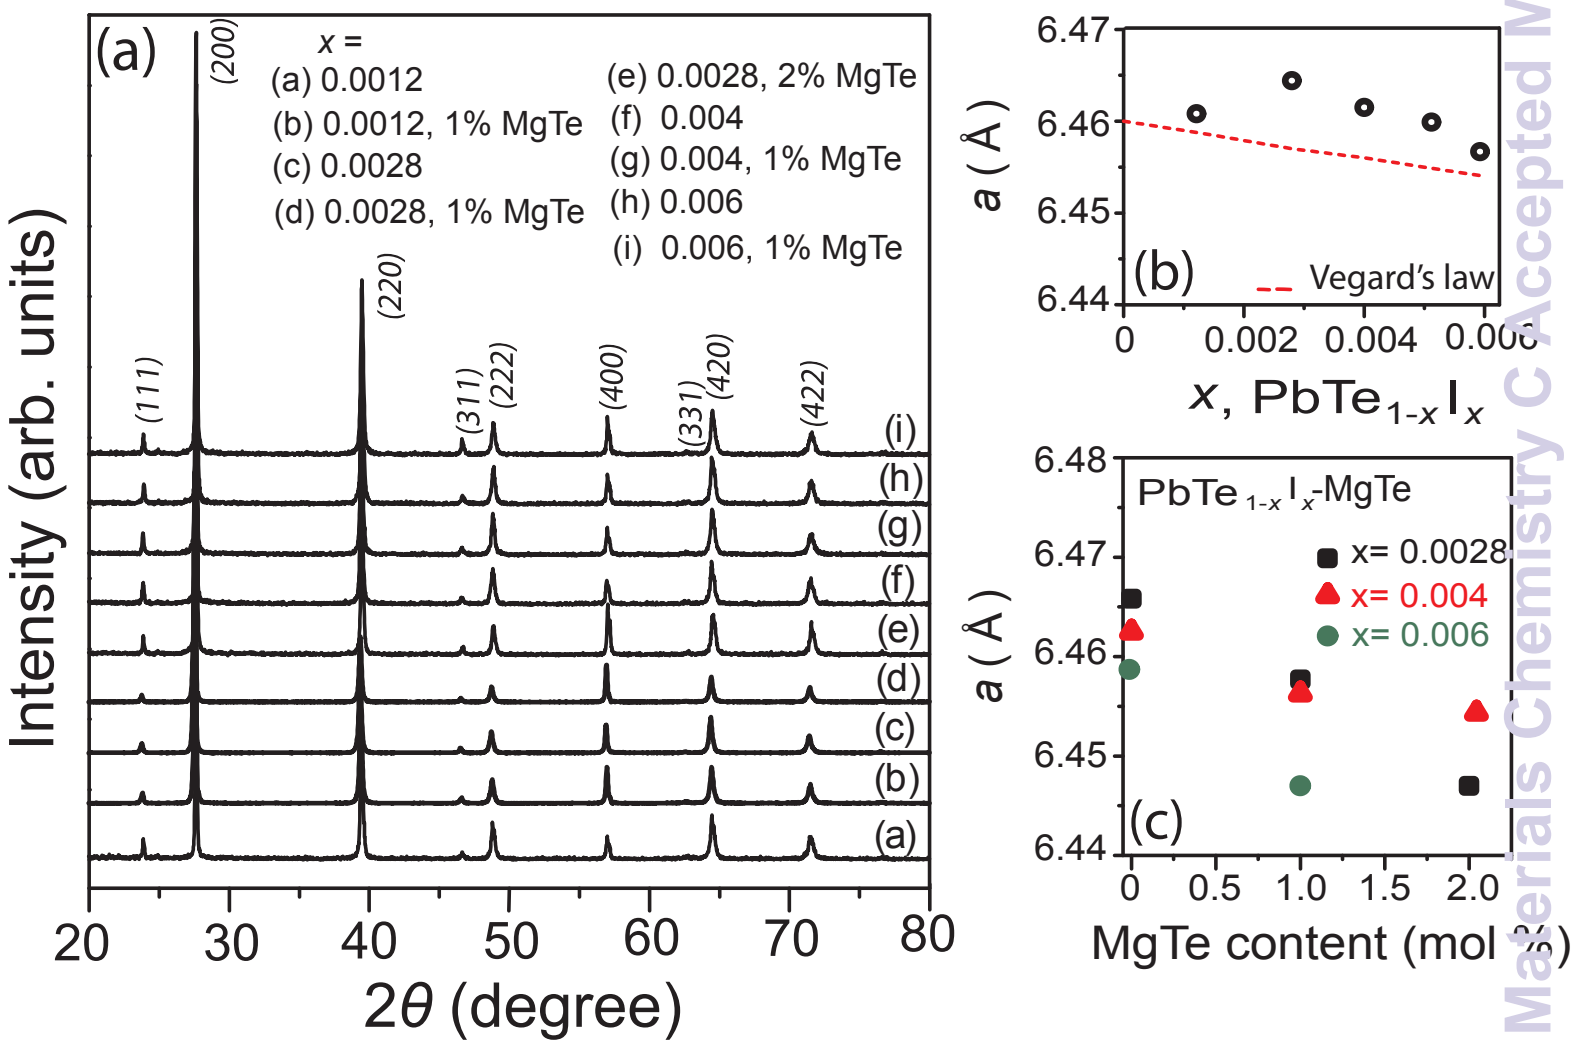 (a)
x =
(a) 0.0012
(b) 0.0012, 1% MgTe
(c) 0.0028
(d) 0.0028, 1% MgTe
(e) 0.0028, 2% MgTe
(f) 0.004
(g) 0.004, 1% MgTe
(h) 0.006
(i) 0.006, 1% MgTe
(111)
(200)
(220)
(311)
(222)
(400)
(331)
(420)
(422)
(i)
(h)
(g)
(f)
(e)
(d)
(c)
(b)
(a)
Intensity (arb. units)
20 30 40 50 60 70 80
2θ (degree)
6.47
6.46
6.45
6.44
a (Å)
(b)
Vegard's law
0 0.002 0.004 0.006
x, PbTe1-xIx
6.48
6.47
6.46
6.45
6.44
a (Å)
PbTe1-xIx-MgTe
x= 0.0028
x= 0.004
x= 0.006
(c)
0 0.5 1.0 1.5 2.0
MgTe content (mol %)
Materials Chemistry C Accepted M